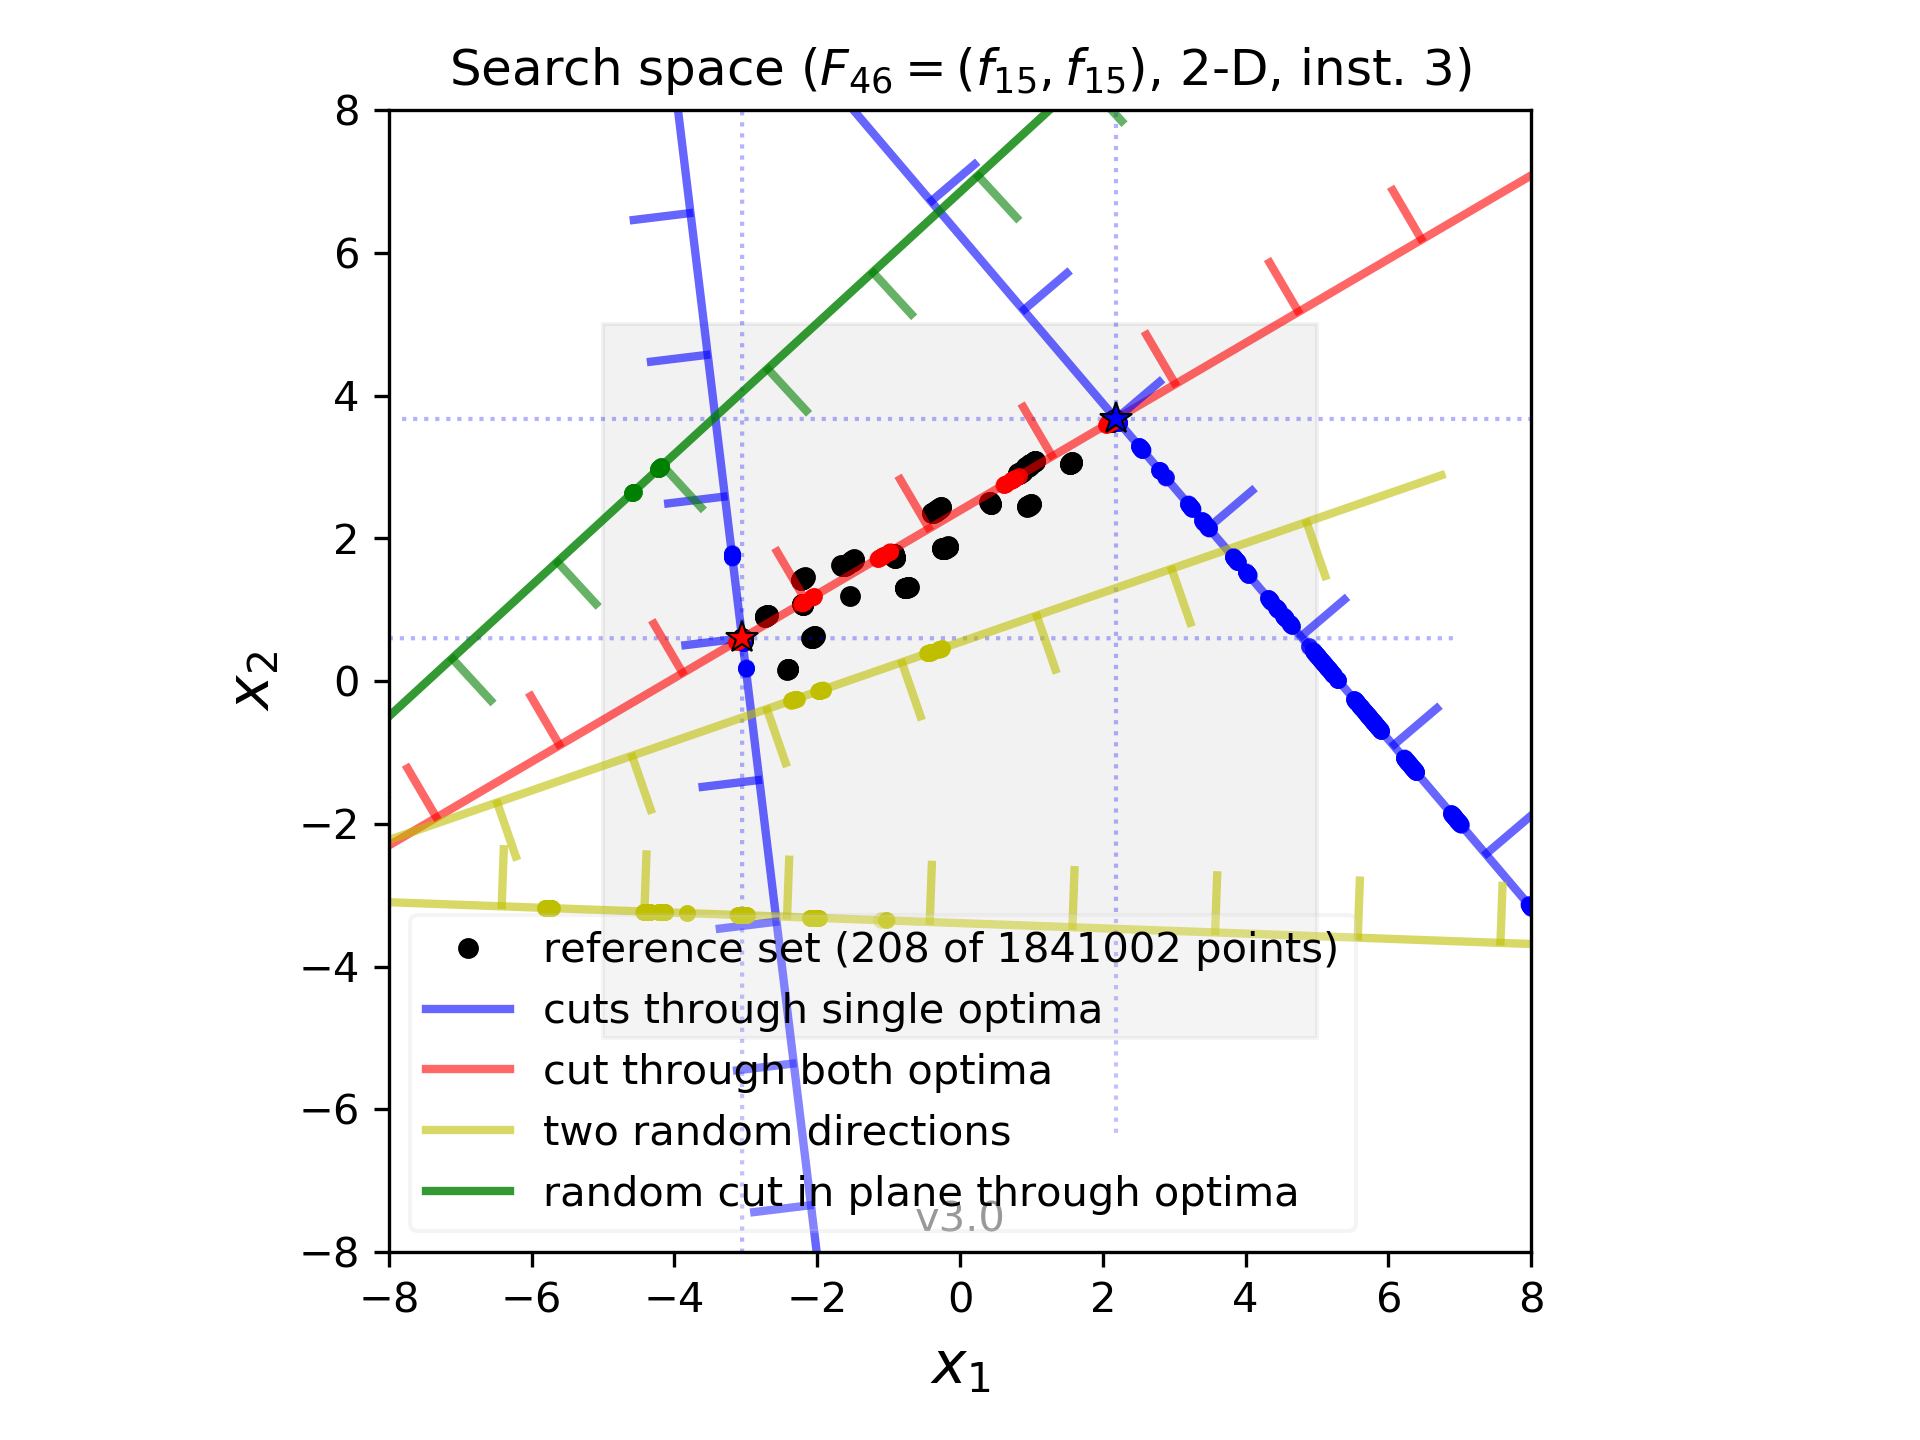 Search space (F46 = (f15, f15), 2-D, inst. 3)
8
6
4
2
0
−2
−4
−6
−8
x2
reference set (208 of 1841002 points)
cuts through single optima
cut through both optima
two random directions
random cut in plane through optima
v3.0
−8 −6 −4 −2 0 2 4 6 8
x1